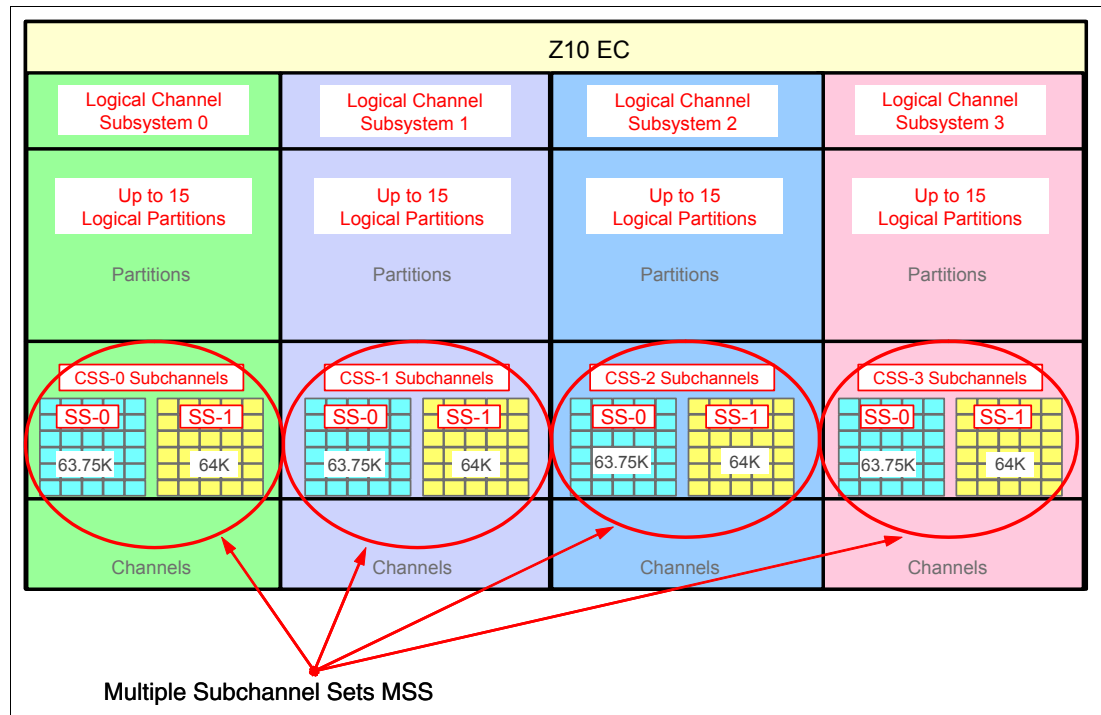 Z10 EC
Logical Channel
Subsystem 0
Logical Channel
Subsystem 1
Logical Channel
Subsystem 2
Logical Channel
Subsystem 3
Up to 15
Logical Partitions
Up to 15
Logical Partitions
Up to 15
Logical Partitions
Up to 15
Logical Partitions
Partitions
Partitions
Partitions
Partitions
CSS-0 Subchannels
SS-0
SS-1
63.75K
64K
CSS-1 Subchannels
SS-0
SS-1
63.75K
64K
CSS-2 Subchannels
SS-0
SS-1
63.75K
64K
CSS-3 Subchannels
SS-0
SS-1
63.75K
64K
Channels
Channels
Channels
Channels
Multiple Subchannel Sets MSS